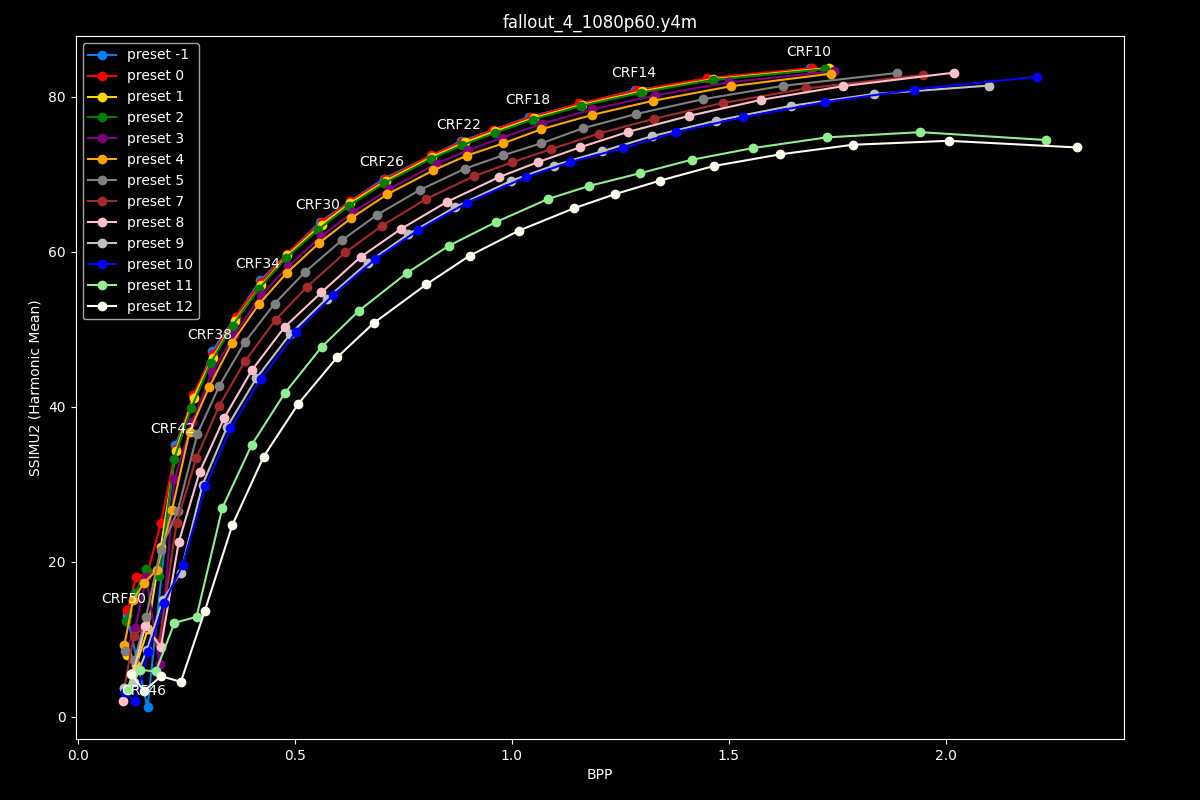 fallout_4_1080p60.y4m
preset -1
preset 0
preset 1
preset 2
preset 3
preset 4
preset 5
preset 7
preset 8
preset 9
preset 10
preset 11
preset 12
CRF10
CRF14
CRF18
CRF22
CRF26
CRF30
CRF34
CRF38
CRF42
CRF50
CRF46
SSIMU2 (Harmonic Mean)
80
60
40
20
0
0.0 0.5 1.0 1.5 2.0
BPP